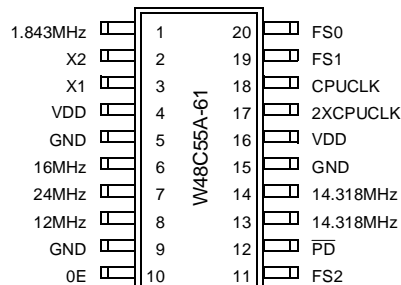 1.843MHz 1 20 FS0
X2 2 19 FS1
X1 3 18 CPUCLK
VDD 4 17 2XCPUCLK
GND 5 16 VDD
16MHz 6 15 GND
24MHz 7 14 14.318MHz
12MHz 8 13 14.318MHz
GND 9 12 P̅D̅
0E 10 11 FS2
W48C55A-61